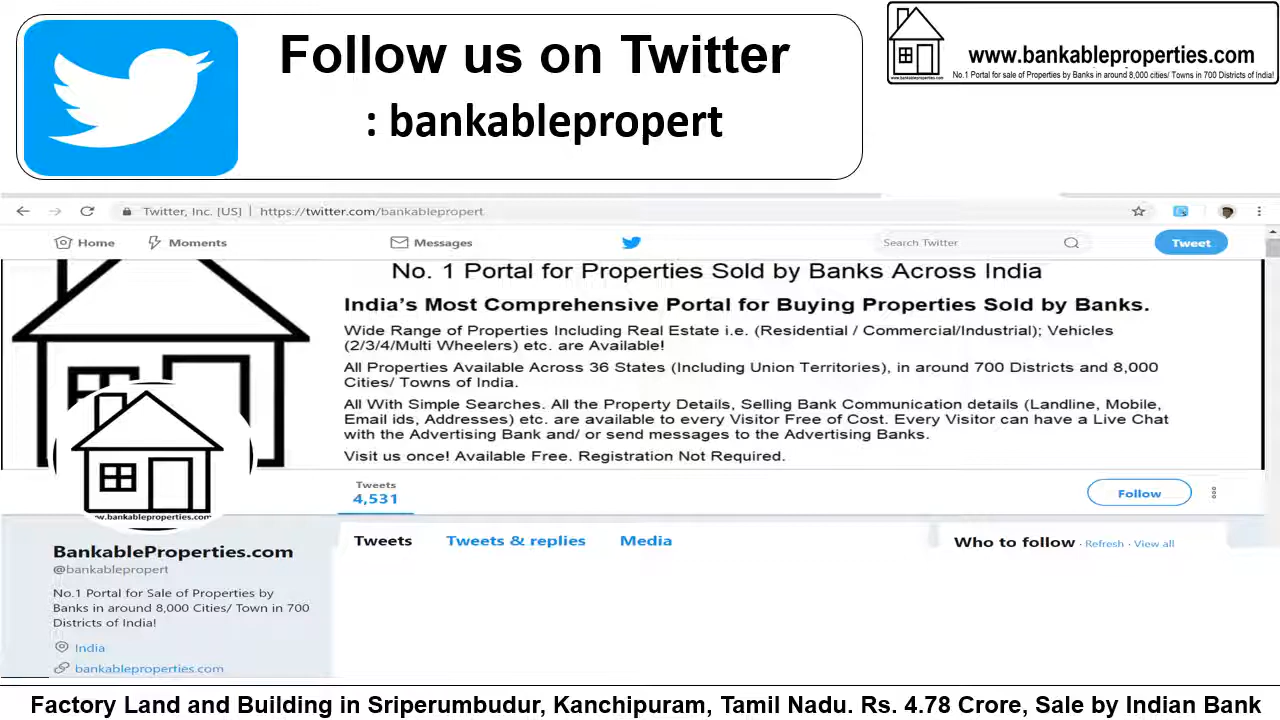 Follow us on Twitter
: bankablepropert
www.bankableproperties.com
No.1 Portal for sale of Properties by Banks in around 8,000 cities/ Towns in 700 Districts of India!
www.bankableproperties.com
Twitter, Inc. [US] | https://twitter.com/bankablepropert
Home Moments Messages Search Twitter Tweet
No. 1 Portal for Properties Sold by Banks Across India
India's Most Comprehensive Portal for Buying Properties Sold by Banks.
Wide Range of Properties Including Real Estate i.e. (Residential / Commercial/Industrial); Vehicles
(2/3/4/Multi Wheelers) etc. are Available!
All Properties Available Across 36 States (Including Union Territories), in around 700 Districts and 8,000
Cities/ Towns of India.
All With Simple Searches. All the Property Details, Selling Bank Communication details (Landline, Mobile,
Email ids, Addresses) etc. are available to every Visitor Free of Cost. Every Visitor can have a Live Chat
with the Advertising Bank and/ or send messages to the Advertising Banks.
Visit us once! Available Free. Registration Not Required.
Tweets
4,531
Follow
w.bankableproperties.com
Tweets Tweets & replies Media
Who to follow · Refresh · View all
BankableProperties.com
@bankablepropert
No.1 Portal for Sale of Properties by
Banks in around 8,000 Cities/ Town in 700
Districts of India!
India
bankableproperties.com
Factory Land and Building in Sriperumbudur, Kanchipuram, Tamil Nadu. Rs. 4.78 Crore, Sale by Indian Bank